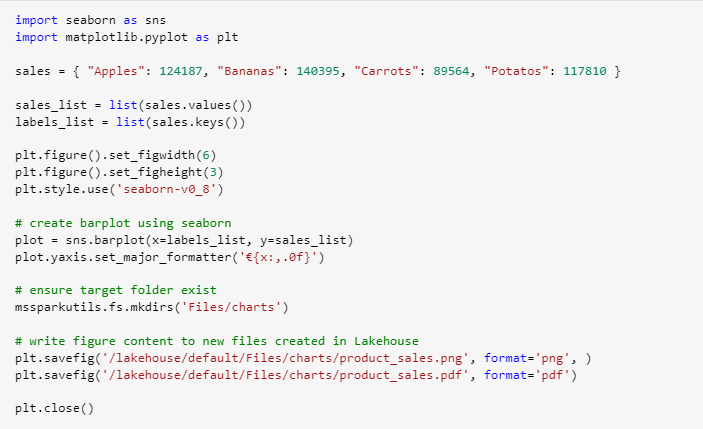 import seaborn as sns
import matplotlib.pyplot as plt
sales = { "Apples": 124187, "Bananas": 140395, "Carrots": 89564, "Potatos": 117810 }
sales_list = list(sales.values())
labels_list = list(sales.keys())
plt.figure().set_figwidth(6)
plt.figure().set_figheight(3)
plt.style.use('seaborn-v0_8')
# create barplot using seaborn
plot = sns.barplot(x=labels_list, y=sales_list)
plot.yaxis.set_major_formatter('€{x:,.0f}')
# ensure target folder exist
mssparkutils.fs.mkdirs('Files/charts')
# write figure content to new files created in Lakehouse
plt.savefig('/lakehouse/default/Files/charts/product_sales.png', format='png', )
plt.savefig('/lakehouse/default/Files/charts/product_sales.pdf', format='pdf')
plt.close()